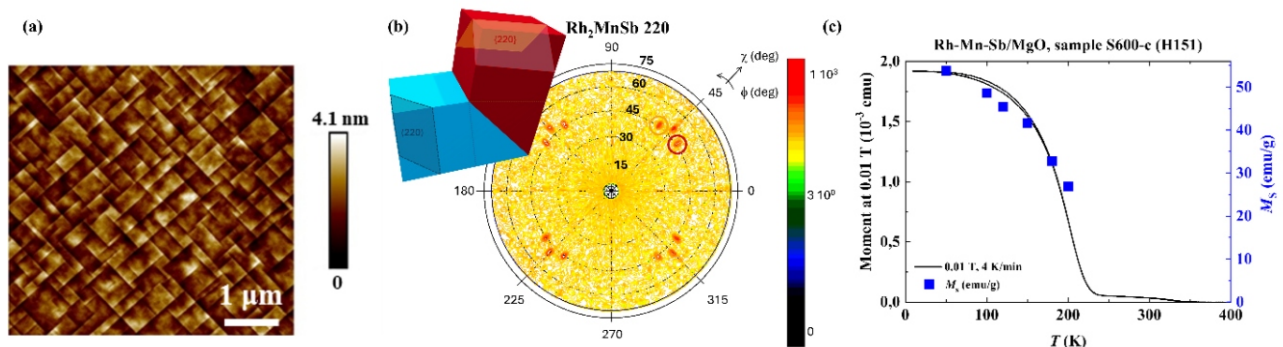 (a)
4.1 nm
0
1 μm
(b)
Rh₂MnSb 220
(220)
(220)
90
75
60
45
30
15
χ (deg)
ϕ (deg)
45
0
180
225
270
315
1 10³
3 10⁰
0
(c)
Rh-Mn-Sb/MgO, sample S600-c (H151)
Moment at 0.01 T (10⁻³ emu)
2,0
1,5
1,0
0,5
0,0
0.01 T, 4 K/min
Mₛ (emu/g)
0 100 200 300 400
T (K)
50
40
30
20
10
0
M_S (emu/g)